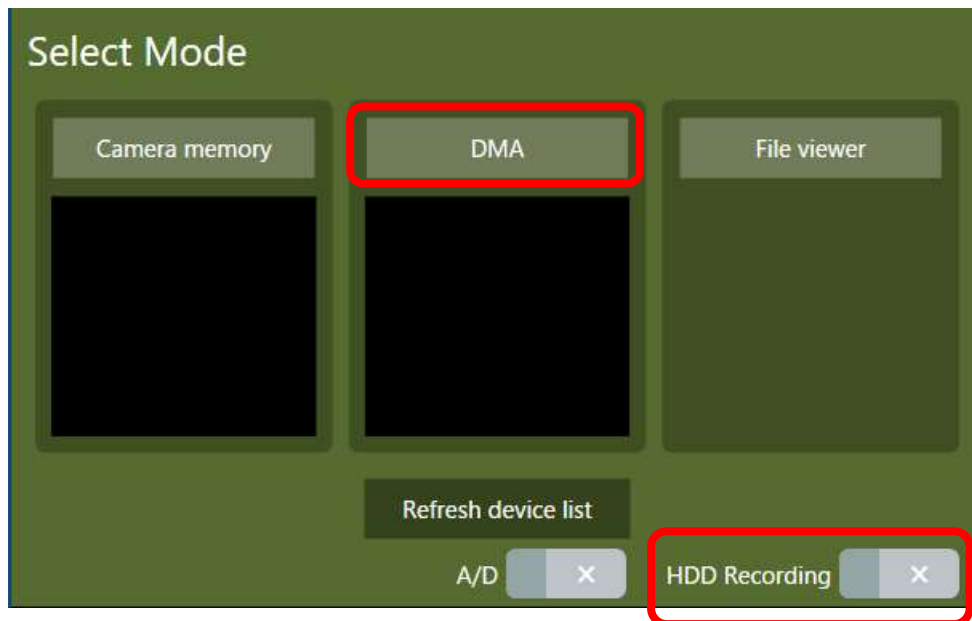 Select Mode
Camera memory
DMA
File viewer
Refresh device list
A/D
HDD Recording